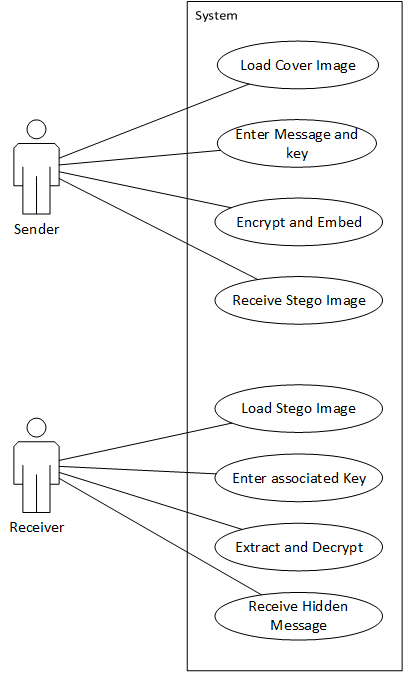 System
Load Cover Image
Enter Message and
key
Encrypt and Embed
Sender
Receive Stego Image
Load Stego Image
Enter associated Key
Receiver
Extract and Decrypt
Receive Hidden
Message